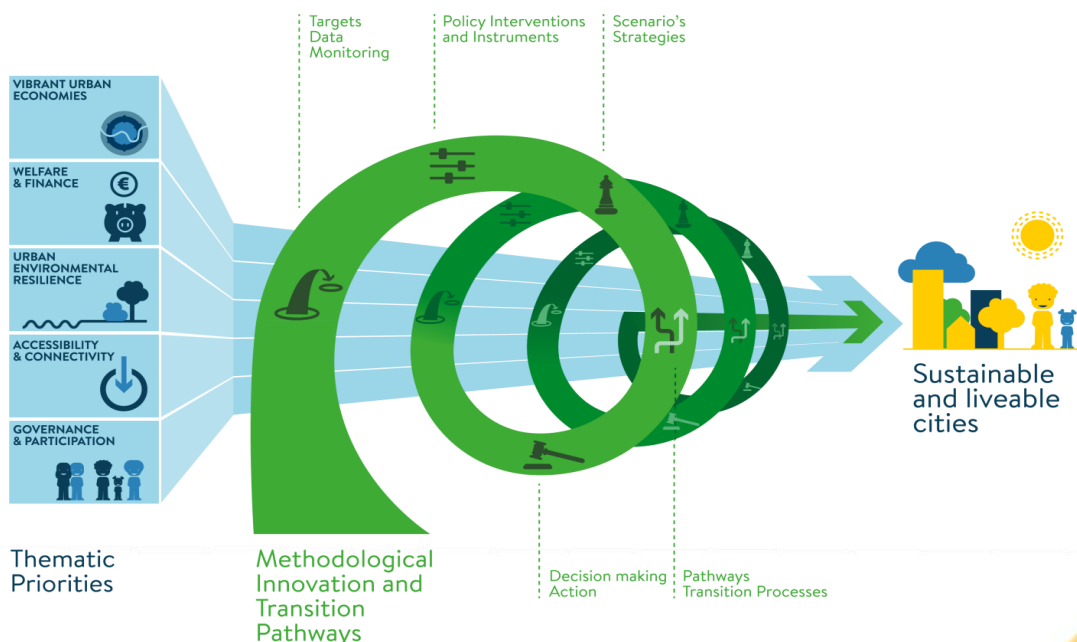 Targets
Data
Monitoring
Policy Interventions
and Instruments
Scenario's
Strategies
VIBRANT URBAN
ECONOMIES
WELFARE
& FINANCE
€
URBAN
ENVIRONMENTAL
RESILIENCE
ACCESSIBILITY
& CONNECTIVITY
GOVERNANCE
& PARTICIPATION
Sustainable
and liveable
cities
Thematic
Priorities
Methodological
Innovation and
Transition
Pathways
Decision making
Action
Pathways
Transition Processes